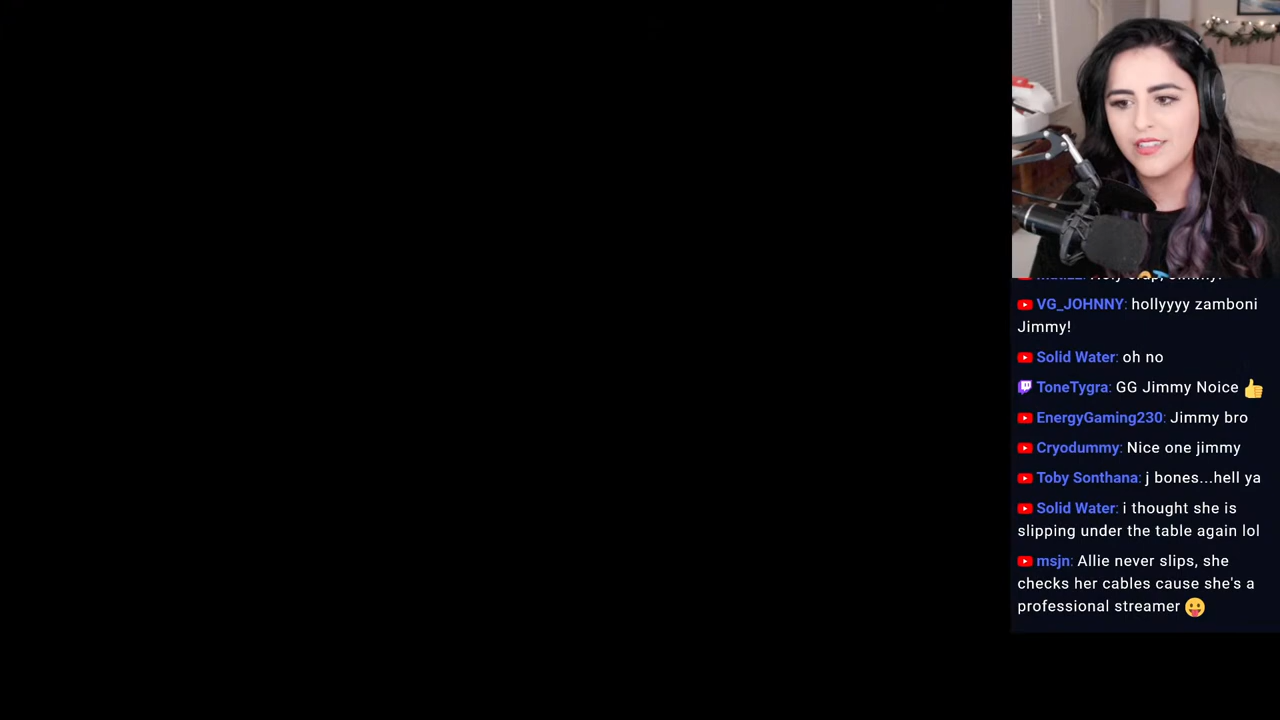 VG_JOHNNY: hollyyyy zamboni
Jimmy!
Solid Water: oh no
ToneTygra: GG Jimmy Noice 👍
EnergyGaming230: Jimmy bro
Cryodummy: Nice one jimmy
Toby Sonthana: j bones...hell ya
Solid Water: i thought she is
slipping under the table again lol
msjn: Allie never slips, she
checks her cables cause she's a
professional streamer 😛